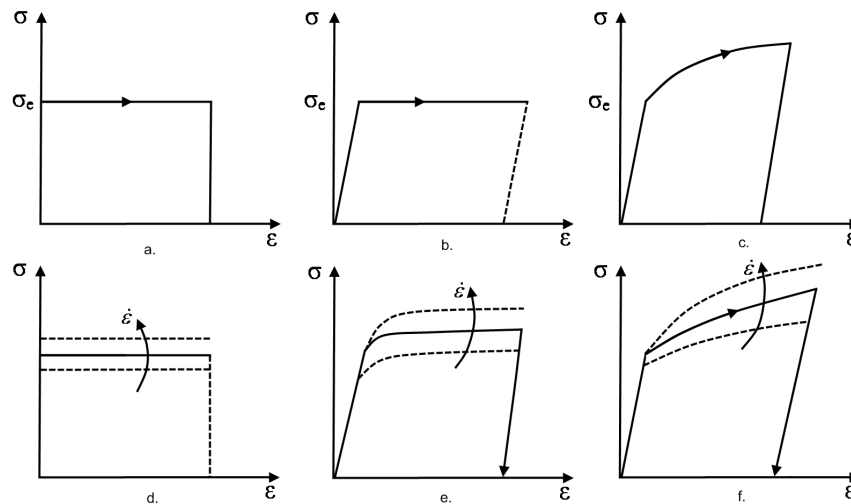 σ σ σ
σe σe σe
ε ε ε
a. b. c.
σ σ σ
ε̇ ε̇ ε̇
ε ε ε
d. e. f.